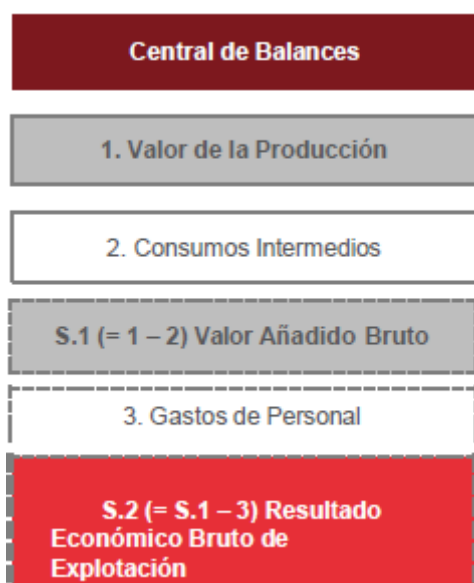 Central de Balances
1. Valor de la Producción
2. Consumos Intermedios
S.1 (= 1 – 2) Valor Añadido Bruto
3. Gastos de Personal
S.2 (= S.1 – 3) Resultado
Económico Bruto de
Explotación